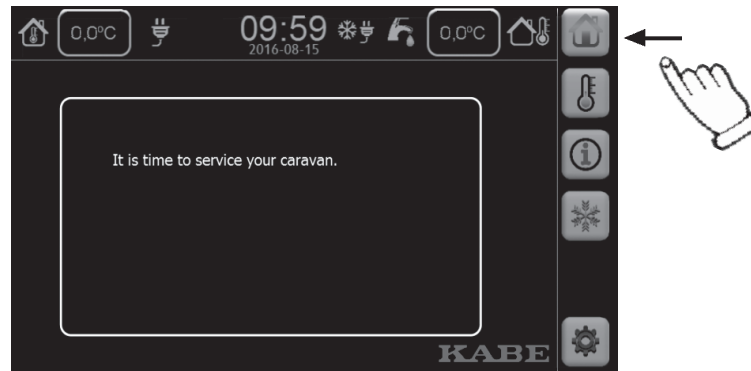 0,0°C
09:59
2016-08-15
0,0°C
It is time to service your caravan.
KABE